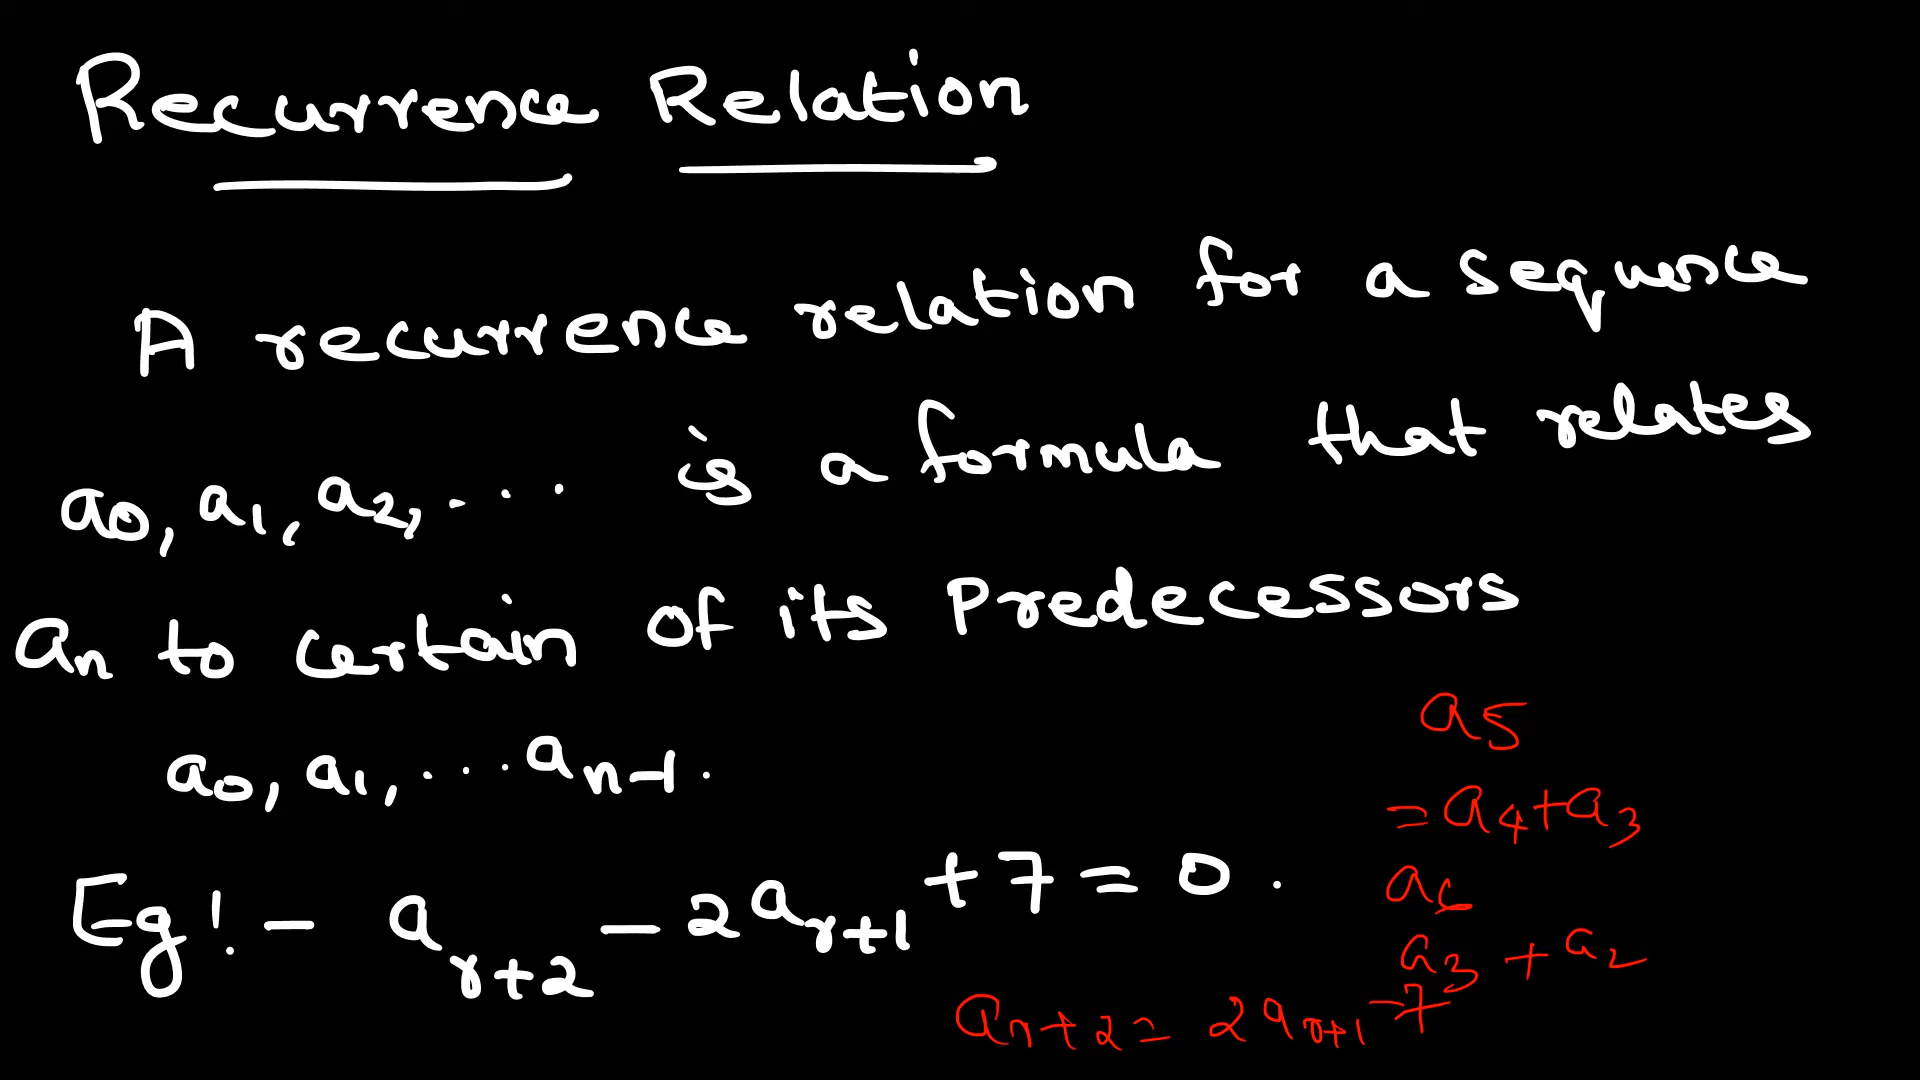 Recurrence Relation
A recurrence relation for a sequence
a₀, a₁, a₂, .... is a formula that relates
aₙ to certain of its Predecessors
a₀, a₁, ... aₙ₋₁.
Eg:- aᵣ₊₂ - 2aᵣ₊₁ + 7 = 0.
a₅
= a₄ + a₃
a₆
a₃ + a₂
aᵣ₊₂ = 2aᵣ₊₁ - 7